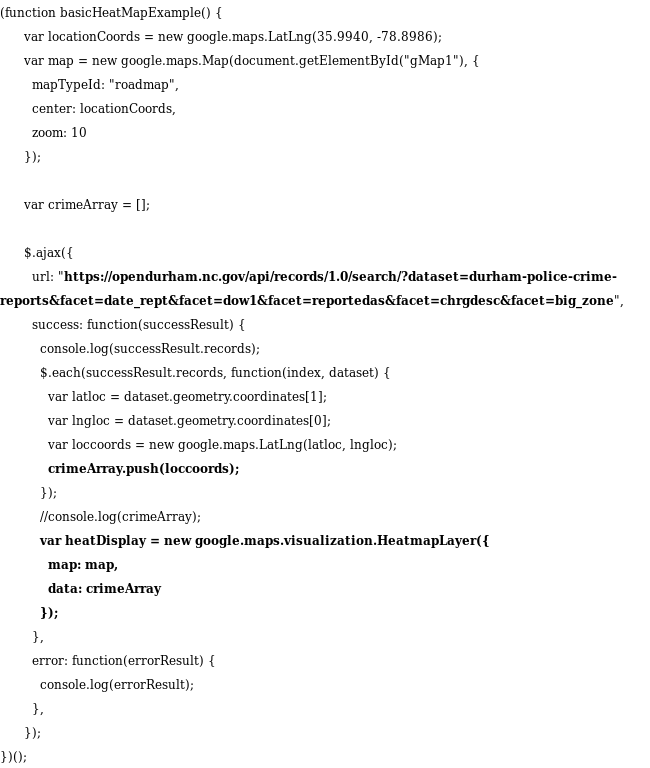 (function basicHeatMapExample() {
var locationCoords = new google.maps.LatLng(35.9940, -78.8986);
var map = new google.maps.Map(document.getElementById("gMap1"), {
mapTypeId: "roadmap",
center: locationCoords,
zoom: 10
});
var crimeArray = [];
$.ajax({
url: "https://opendurham.nc.gov/api/records/1.0/search/?dataset=durham-police-crime-
reports&facet=date_rept&facet=dow1&facet=reportedas&facet=chrgdesc&facet=big_zone",
success: function(successResult) {
console.log(successResult.records);
$.each(successResult.records, function(index, dataset) {
var latloc = dataset.geometry.coordinates[1];
var lngloc = dataset.geometry.coordinates[0];
var loccoords = new google.maps.LatLng(latloc, lngloc);
crimeArray.push(loccoords);
});
//console.log(crimeArray);
var heatDisplay = new google.maps.visualization.HeatmapLayer({
map: map,
data: crimeArray
});
},
error: function(errorResult) {
console.log(errorResult);
},
});
})();